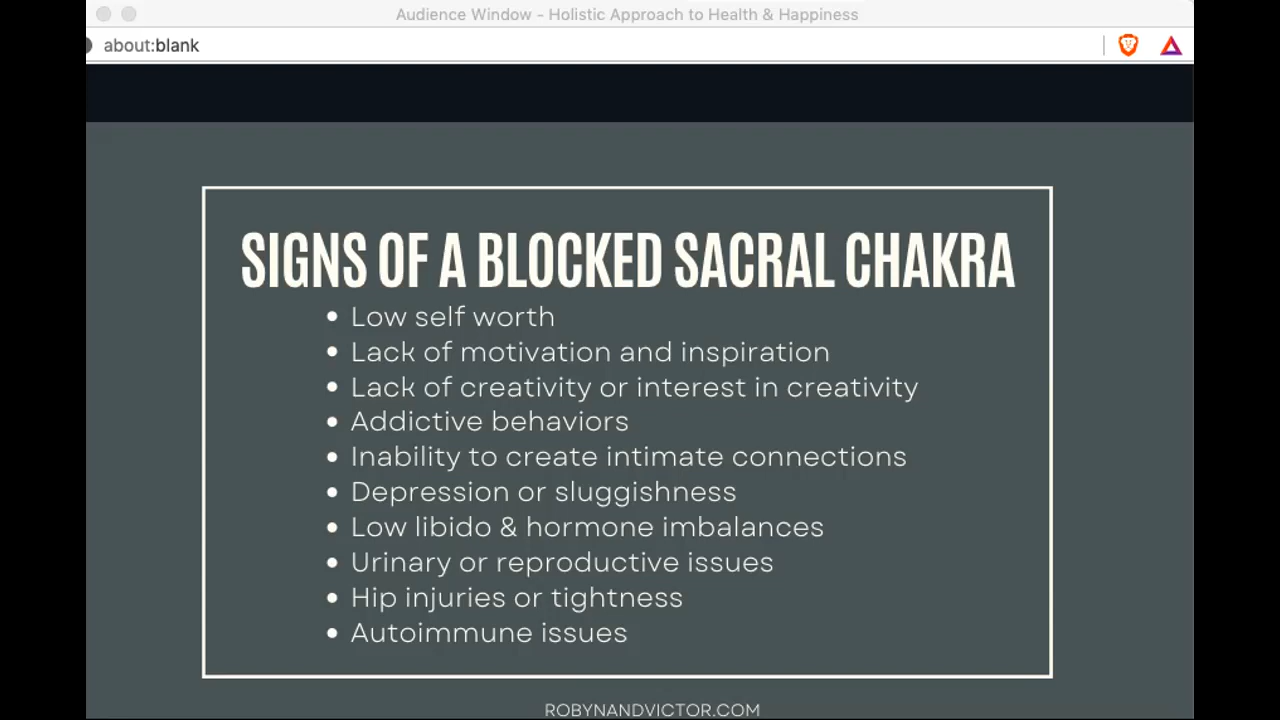 Audience Window – Holistic Approach to Health & Happiness
about:blank
SIGNS OF A BLOCKED SACRAL CHAKRA
• Low self worth
• Lack of motivation and inspiration
• Lack of creativity or interest in creativity
• Addictive behaviors
• Inability to create intimate connections
• Depression or sluggishness
• Low libido & hormone imbalances
• Urinary or reproductive issues
• Hip injuries or tightness
• Autoimmune issues
ROBYNANDVICTOR.COM